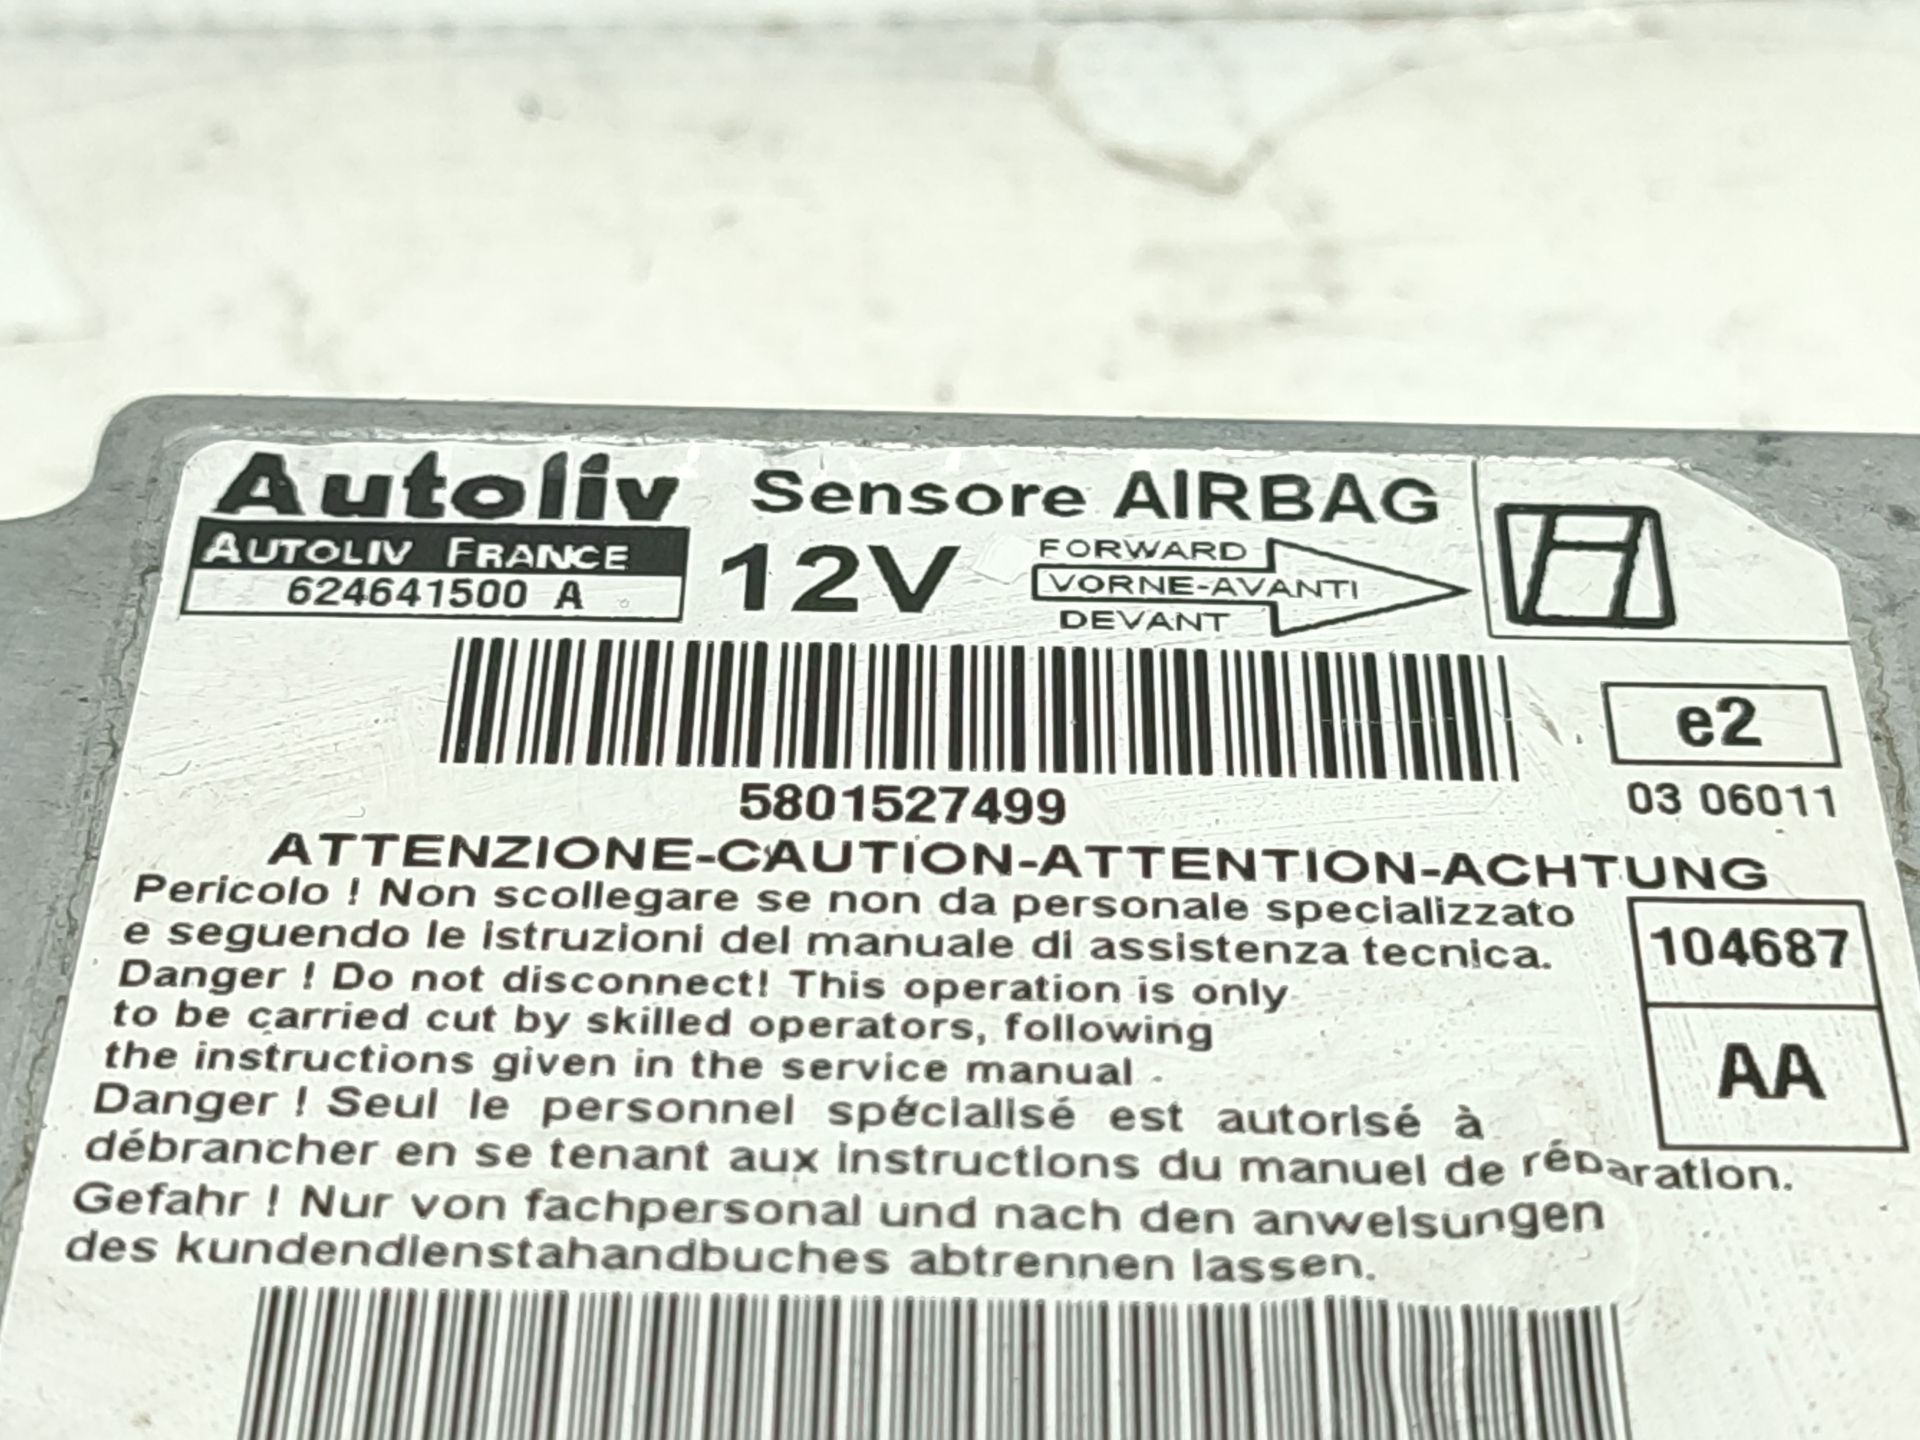 Autoliv
AUTOLIV FRANCE
624641500 A
Sensore AIRBAG
12V
FORWARD
VORNE-AVANTI
DEVANT
e2
03 06011
5801527499
ATTENZIONE-CAUTION-ATTENTION-ACHTUNG
Pericolo ! Non scollegare se non da personale specializzato
e seguendo le istruzioni del manuale di assistenza tecnica.
Danger ! Do not disconnect! This operation is only
to be carried cut by skilled operators, following
the instructions given in the service manual .
Danger ! Seul le personnel spécialisé est autorisé à
débrancher en se tenant aux instructions du manuel de réparation.
Gefahr ! Nur von fachpersonal und nach den anweisungen
des kundendienstahandbuches abtrennen lassen.
104687
AA